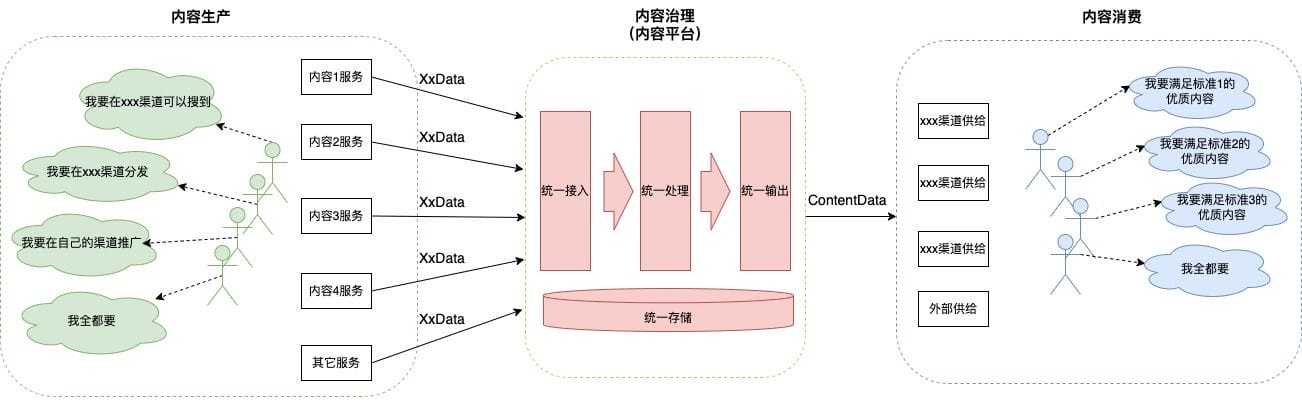 内容生产
我要在xxx渠道可以搜到
我要在xxx渠道分发
我要在自己的渠道推广
我全都要
内容1服务
内容2服务
内容3服务
内容4服务
其它服务
XxData
XxData
XxData
XxData
XxData
内容治理
（内容平台）
统一接入
统一处理
统一输出
统一存储
ContentData
内容消费
xxx渠道供给
xxx渠道供给
xxx渠道供给
外部供给
我要满足标准1的
优质内容
我要满足标准2的
优质内容
我要满足标准3的
优质内容
我全都要